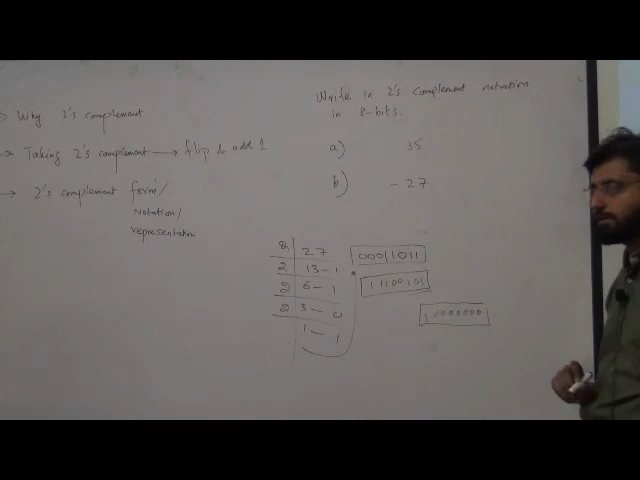 → Why 2's complement
→ Taking 2's complement → flip & add 1
→ 2's complement form/
notation/
representation
Write in 2's complement notation
in 8-bits.
a) 35
b) - 27
2 27
2 13 - 1
2 6 - 1
2 3 - 0
1 - 1
00011011
11100101